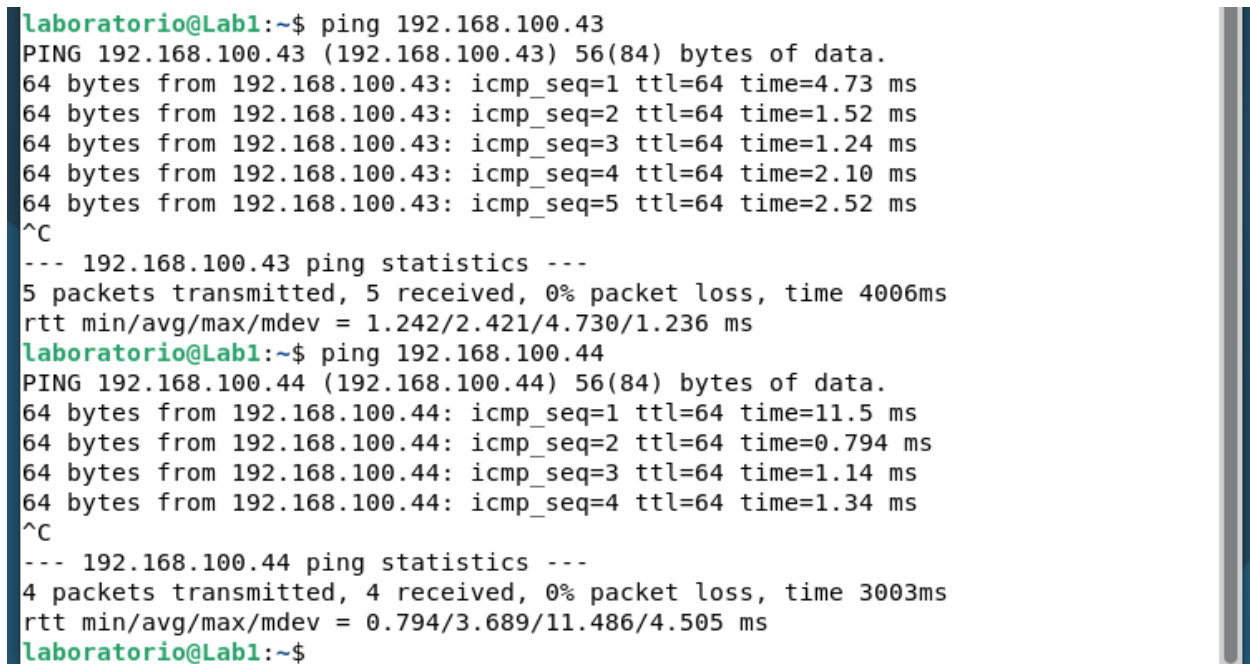 laboratorio@Lab1:~$ ping 192.168.100.43
PING 192.168.100.43 (192.168.100.43) 56(84) bytes of data.
64 bytes from 192.168.100.43: icmp_seq=1 ttl=64 time=4.73 ms
64 bytes from 192.168.100.43: icmp_seq=2 ttl=64 time=1.52 ms
64 bytes from 192.168.100.43: icmp_seq=3 ttl=64 time=1.24 ms
64 bytes from 192.168.100.43: icmp_seq=4 ttl=64 time=2.10 ms
64 bytes from 192.168.100.43: icmp_seq=5 ttl=64 time=2.52 ms
^C
--- 192.168.100.43 ping statistics ---
5 packets transmitted, 5 received, 0% packet loss, time 4006ms
rtt min/avg/max/mdev = 1.242/2.421/4.730/1.236 ms
laboratorio@Lab1:~$ ping 192.168.100.44
PING 192.168.100.44 (192.168.100.44) 56(84) bytes of data.
64 bytes from 192.168.100.44: icmp_seq=1 ttl=64 time=11.5 ms
64 bytes from 192.168.100.44: icmp_seq=2 ttl=64 time=0.794 ms
64 bytes from 192.168.100.44: icmp_seq=3 ttl=64 time=1.14 ms
64 bytes from 192.168.100.44: icmp_seq=4 ttl=64 time=1.34 ms
^C
--- 192.168.100.44 ping statistics ---
4 packets transmitted, 4 received, 0% packet loss, time 3003ms
rtt min/avg/max/mdev = 0.794/3.689/11.486/4.505 ms
laboratorio@Lab1:~$